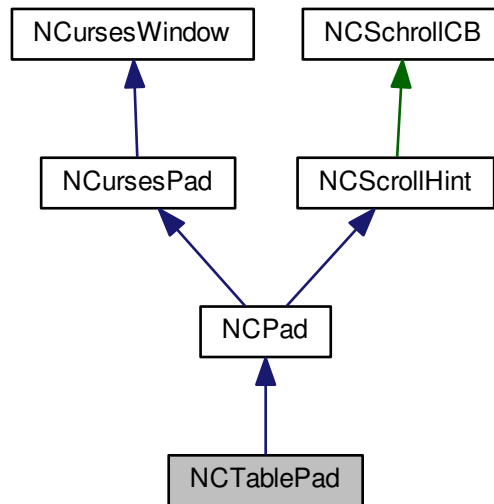 NCursesWindow
NCSchrollCB
NCursesPad
NCScrollHint
NCPad
NCTablePad